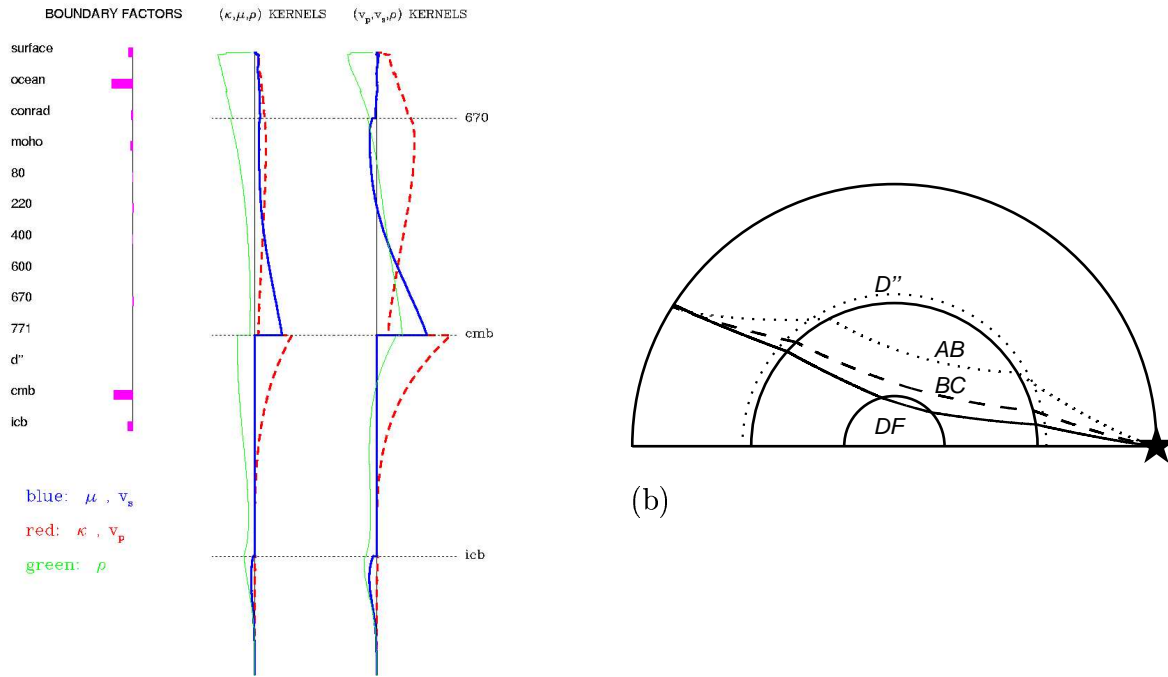 BOUNDARY FACTORS
(κ,μ,ρ) KERNELS
(vp,vs,ρ) KERNELS
surface
ocean
conrad
670
moho
80
220
400
600
670
771
cmb
d''
cmb
icb
blue: μ , vs
red: κ , vp
green: ρ
icb
D''
AB
BC
DF
(b)